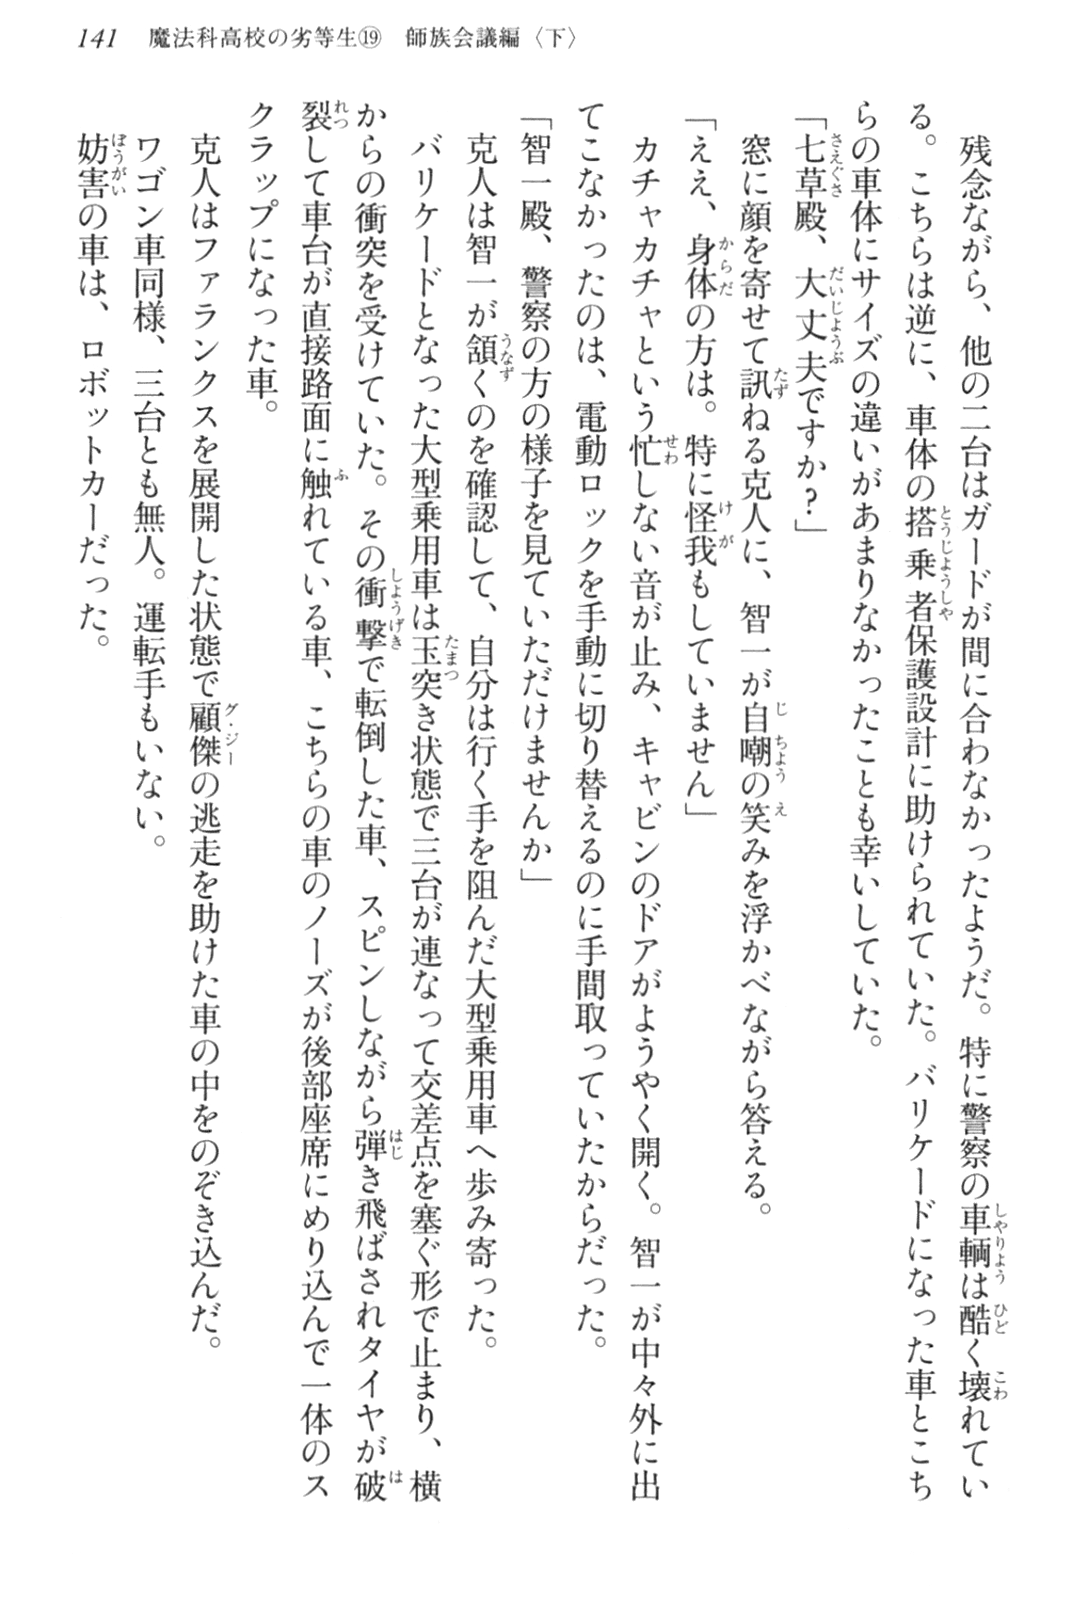 141　魔法科高校の劣等生⑲　師族会議編〈下〉
　残念ながら、他の二台はガードが間に合わなかったようだ。特に警察の車輌は酷く壊れてい
る。こちらは逆に、車体の搭乗者保護設計に助けられていた。バリケードになった車とこち
らの車体にサイズの違いがあまりなかったことも幸いしていた。
「七草殿、大丈夫ですか？」
　窓に顔を寄せて訊ねる克人に、智一が自嘲の笑みを浮かべながら答える。
「ええ、身体の方は。特に怪我もしていません」
　カチャカチャという忙しない音が止み、キャビンのドアがようやく開く。智一が中々外に出
てこなかったのは、電動ロックを手動に切り替えるのに手間取っていたからだった。
「智一殿、警察の方の様子を見ていただけませんか」
　克人は智一が頷くのを確認して、自分は行く手を阻んだ大型乗用車へ歩み寄った。
　バリケードとなった大型乗用車は玉突き状態で三台が連なって交差点を塞ぐ形で止まり、横
からの衝突を受けていた。その衝撃で転倒した車、スピンしながら弾き飛ばされタイヤが破
裂して車台が直接路面に触れている車、こちらの車のノーズが後部座席にめり込んで一体のス
クラップになった車。
　克人はファランクスを展開した状態で顧傑の逃走を助けた車の中をのぞき込んだ。
　ワゴン車同様、三台とも無人。運転手もいない。
　妨害の車は、ロボットカーだった。